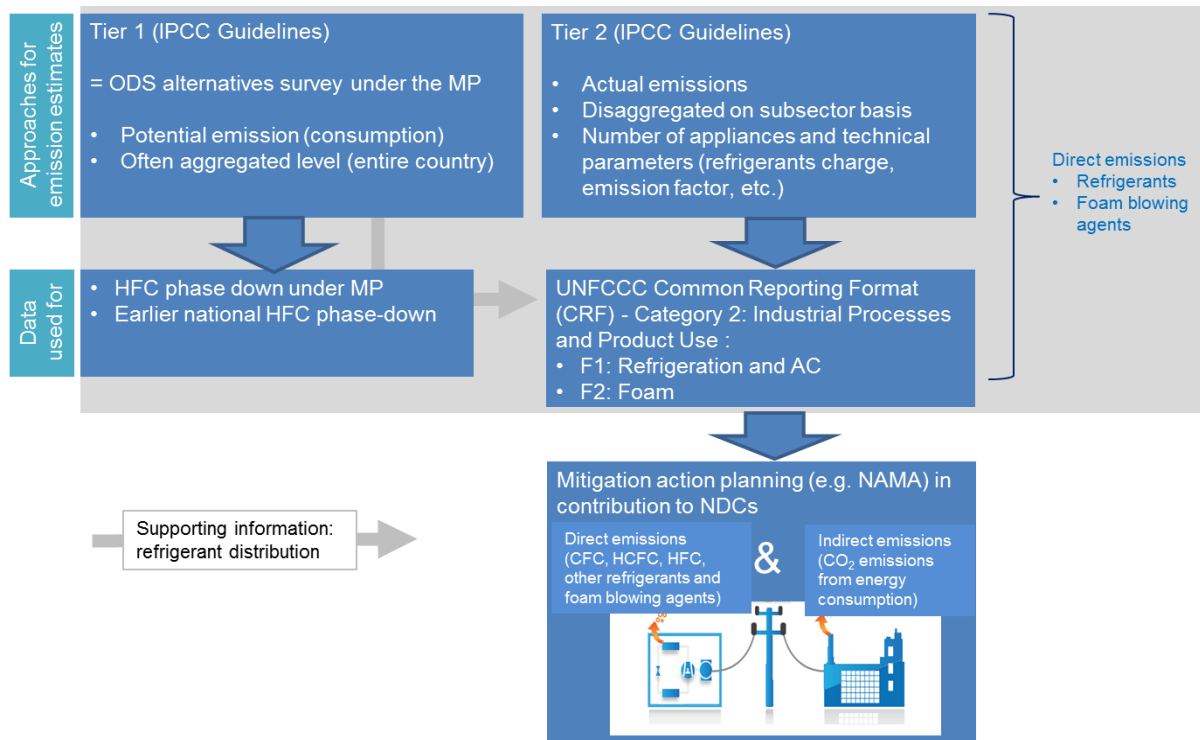 Approaches for
emission estimates
Tier 1 (IPCC Guidelines)
= ODS alternatives survey under the MP
• Potential emission (consumption)
• Often aggregated level (entire country)
Tier 2 (IPCC Guidelines)
• Actual emissions
• Disaggregated on subsector basis
• Number of appliances and technical
parameters (refrigerants charge,
emission factor, etc.)
Direct emissions
• Refrigerants
• Foam blowing
agents
Data
used for
• HFC phase down under MP
• Earlier national HFC phase-down
UNFCCC Common Reporting Format
(CRF) - Category 2: Industrial Processes
and Product Use :
• F1: Refrigeration and AC
• F2: Foam
Supporting information:
refrigerant distribution
Mitigation action planning (e.g. NAMA) in
contribution to NDCs
Direct emissions
(CFC, HCFC, HFC,
other refrigerants and
foam blowing agents)
&
Indirect emissions
(CO₂ emissions
from energy
consumption)